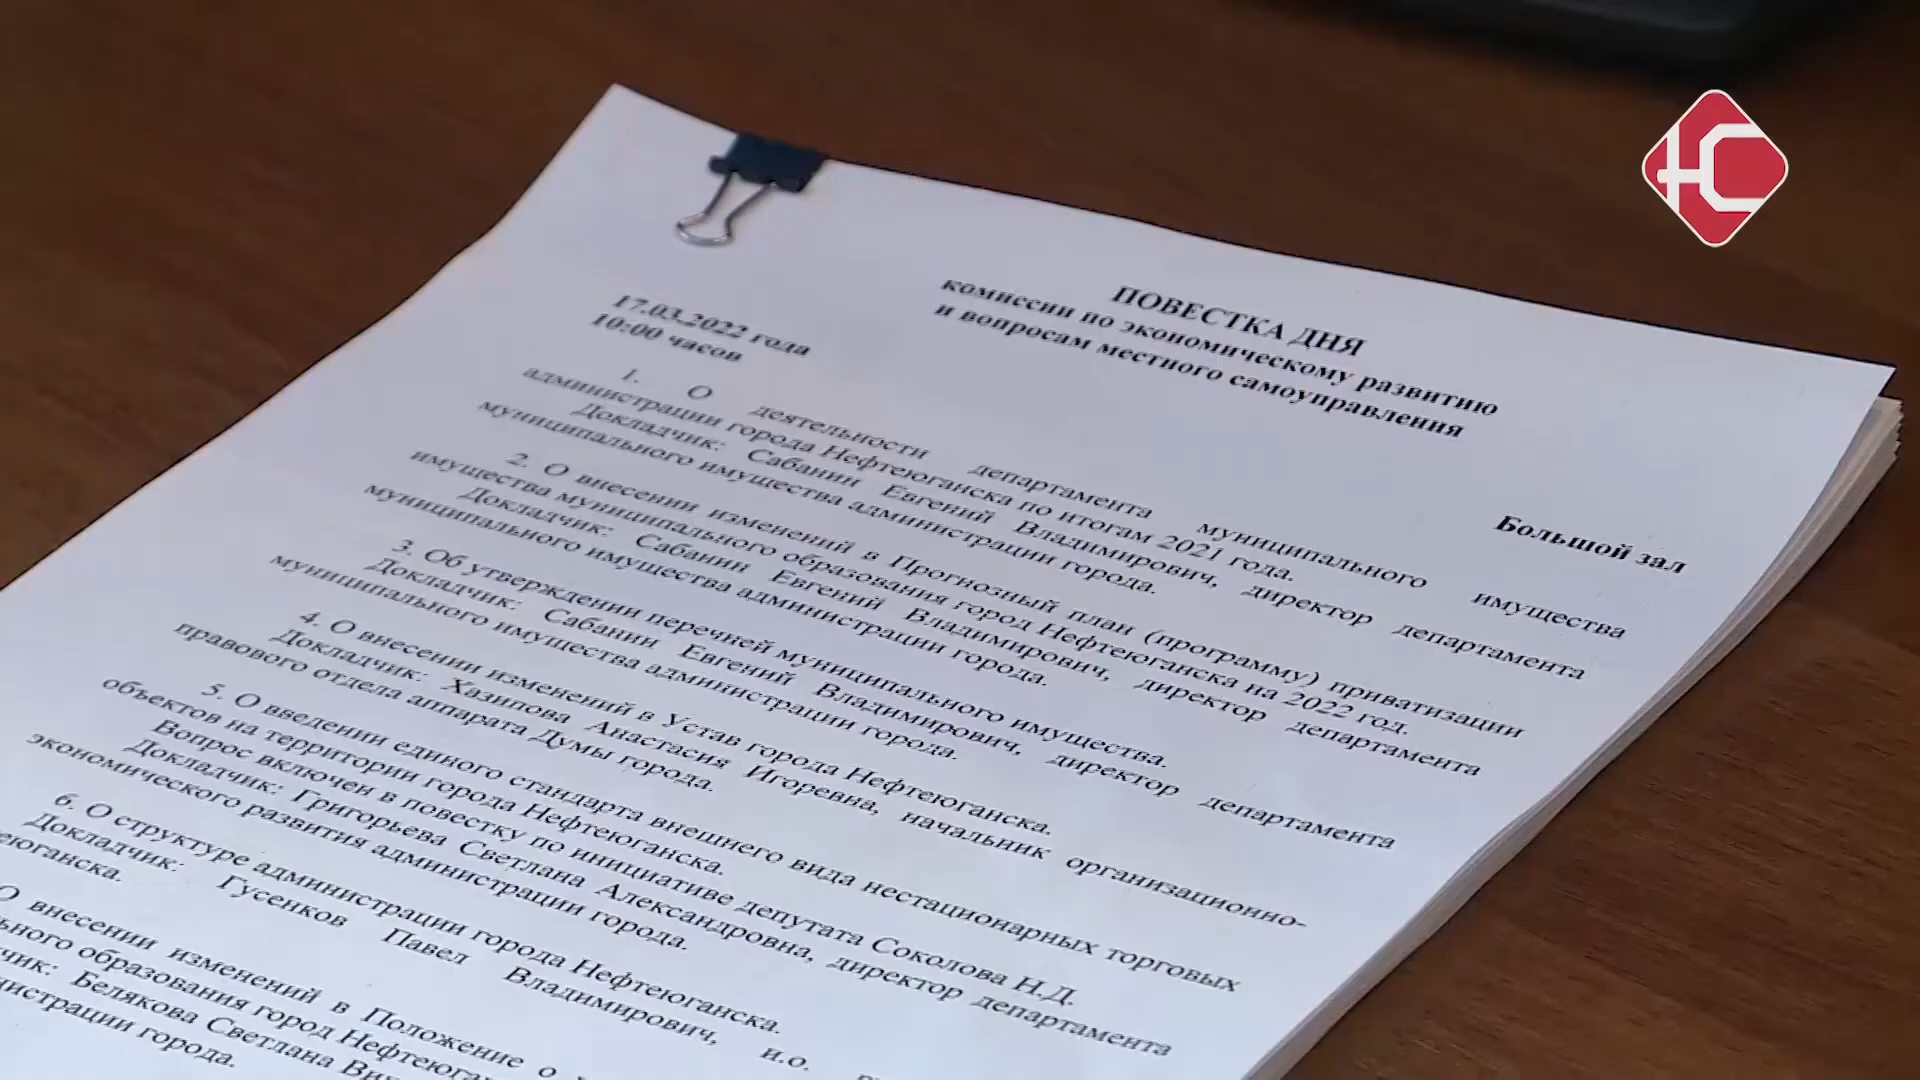 ПОВЕСТКА ДНЯ
комиссии по экономическому развитию
и вопросам местного самоуправления
17.03.2022 года
10:00 часов
Большой зал
1. О деятельности департамента муниципального имущества
администрации города Нефтеюганска по итогам 2021 года.
Докладчик: Сабанин Евгений Владимирович, директор департамента
муниципального имущества администрации города.
2. О внесении изменений в Прогнозный план (программу) приватизации
имущества муниципального образования город Нефтеюганска на 2022 год.
Докладчик: Сабанин Евгений Владимирович, директор департамента
муниципального имущества администрации города.
3. Об утверждении перечней муниципального имущества.
Докладчик: Сабанин Евгений Владимирович, директор департамента
муниципального имущества администрации города.
4. О внесении изменений в Устав города Нефтеюганска.
Докладчик: Хазипова Анастасия Игоревна, начальник организационно-
правового отдела аппарата Думы города.
5. О введении единого стандарта внешнего вида нестационарных торговых
объектов на территории города Нефтеюганска.
Вопрос включен в повестку по инициативе депутата Соколова Н.Д.
Докладчик: Григорьева Светлана Александровна, директор департамента
экономического развития администрации города.
6. О структуре администрации города Нефтеюганска.
Докладчик: Гусенков Павел Владимирович, и.о.
еюганска.
О внесении изменений в Положение о
ьного образования город Нефтеюган
чик: Белякова Светлана Вик
нистрации города.